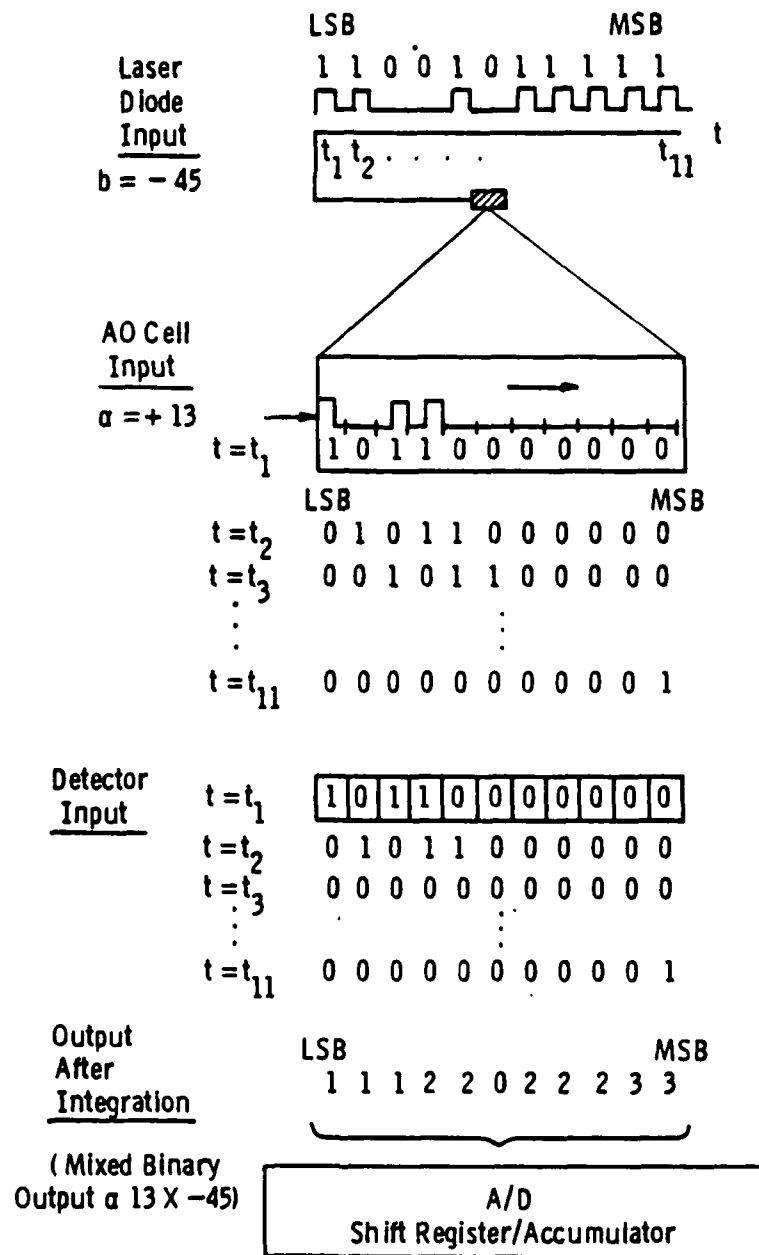 LSB MSB
Laser 1 1 0 0 1 0 1 1 1 1 1
Diode
Input t
t1 t2 . . . . t11
b = - 45
AO Cell
Input
α = + 13
t = t1 1 0 1 1 0 0 0 0 0 0 0
LSB MSB
t = t2 0 1 0 1 1 0 0 0 0 0 0
t = t3 0 0 1 0 1 1 0 0 0 0 0
t = t11 0 0 0 0 0 0 0 0 0 0 1
Detector
Input
t = t1 1 0 1 1 0 0 0 0 0 0 0
t = t2 0 1 0 1 1 0 0 0 0 0 0
t = t3 0 0 0 0 0 0 0 0 0 0 0
t = t11 0 0 0 0 0 0 0 0 0 0 1
Output
After
Integration
LSB MSB
1 1 1 2 2 0 2 2 2 3 3
( Mixed Binary
Output α 13 X -45)
A/D
Shift Register/Accumulator